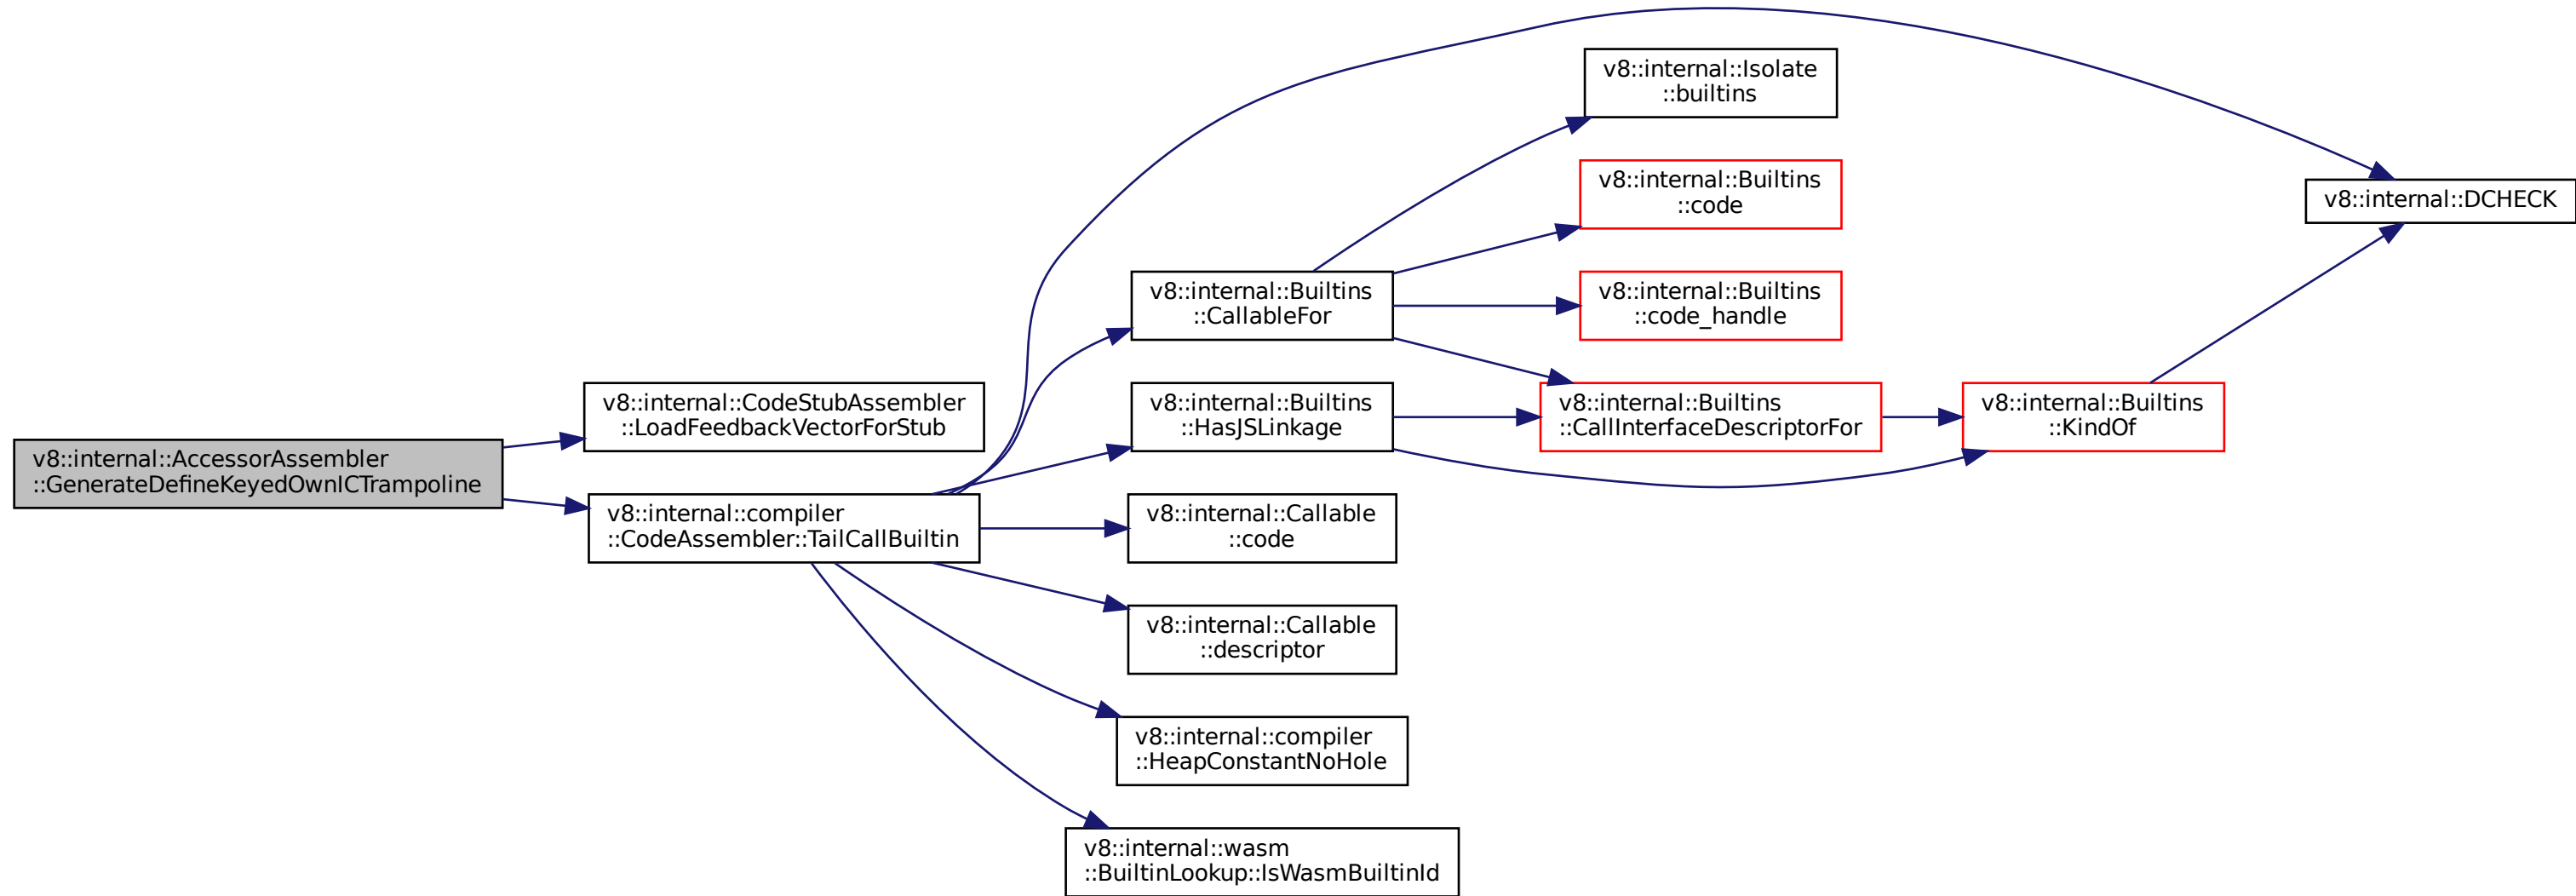 v8::internal::AccessorAssembler
::GenerateDefineKeyedOwnICTrampoline
v8::internal::CodeStubAssembler
::LoadFeedbackVectorForStub
v8::internal::compiler
::CodeAssembler::TailCallBuiltin
v8::internal::Builtins
::CallableFor
v8::internal::Builtins
::HasJSLinkage
v8::internal::Callable
::code
v8::internal::Callable
::descriptor
v8::internal::compiler
::HeapConstantNoHole
v8::internal::wasm
::BuiltinLookup::IsWasmBuiltinId
v8::internal::Isolate
::builtins
v8::internal::Builtins
::code
v8::internal::Builtins
::code_handle
v8::internal::Builtins
::CallInterfaceDescriptorFor
v8::internal::Builtins
::KindOf
v8::internal::DCHECK